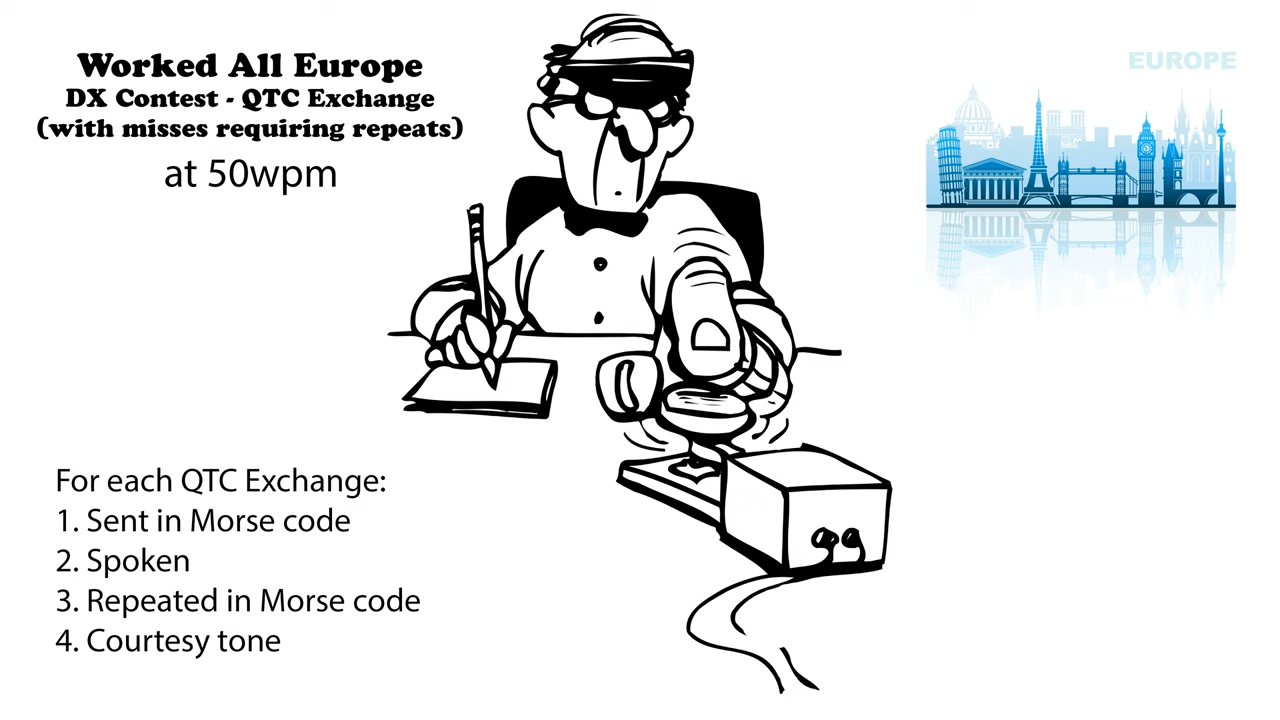 Worked All Europe
DX Contest - QTC Exchange
(with misses requiring repeats)
at 50wpm
EUROPE
For each QTC Exchange:
1. Sent in Morse code
2. Spoken
3. Repeated in Morse code
4. Courtesy tone